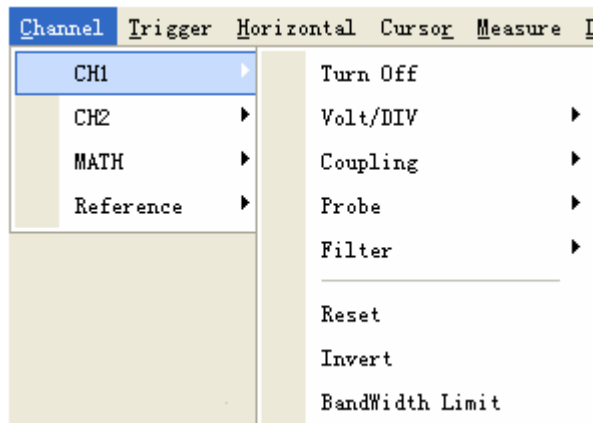 Channel Trigger Horizontal Cursor Measure
CH1
CH2
MATH
Reference
Turn Off
Volt/DIV
Coupling
Probe
Filter
Reset
Invert
BandWidth Limit